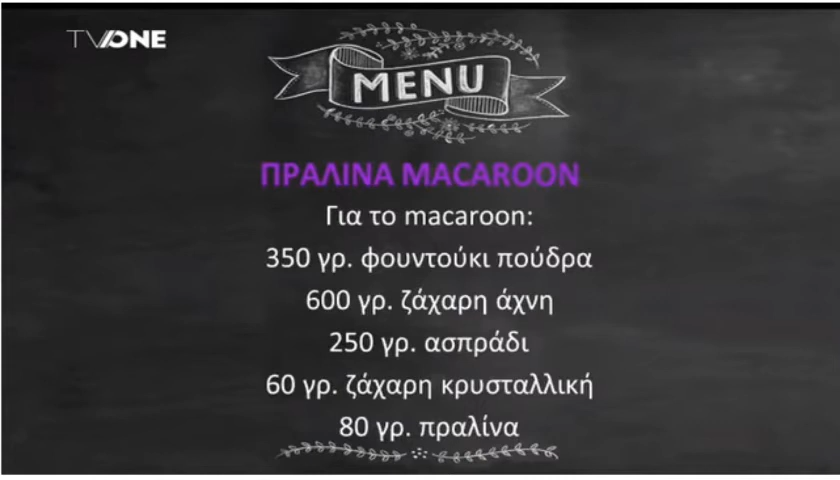 TVONE
MENU
ΠΡΑΛΙΝΑ MACAROON
Για το macaroon:
350 γρ. φουντούκι πούδρα
600 γρ. ζάχαρη άχνη
250 γρ. ασπράδι
60 γρ. ζάχαρη κρυσταλλική
80 γρ. πραλίνα